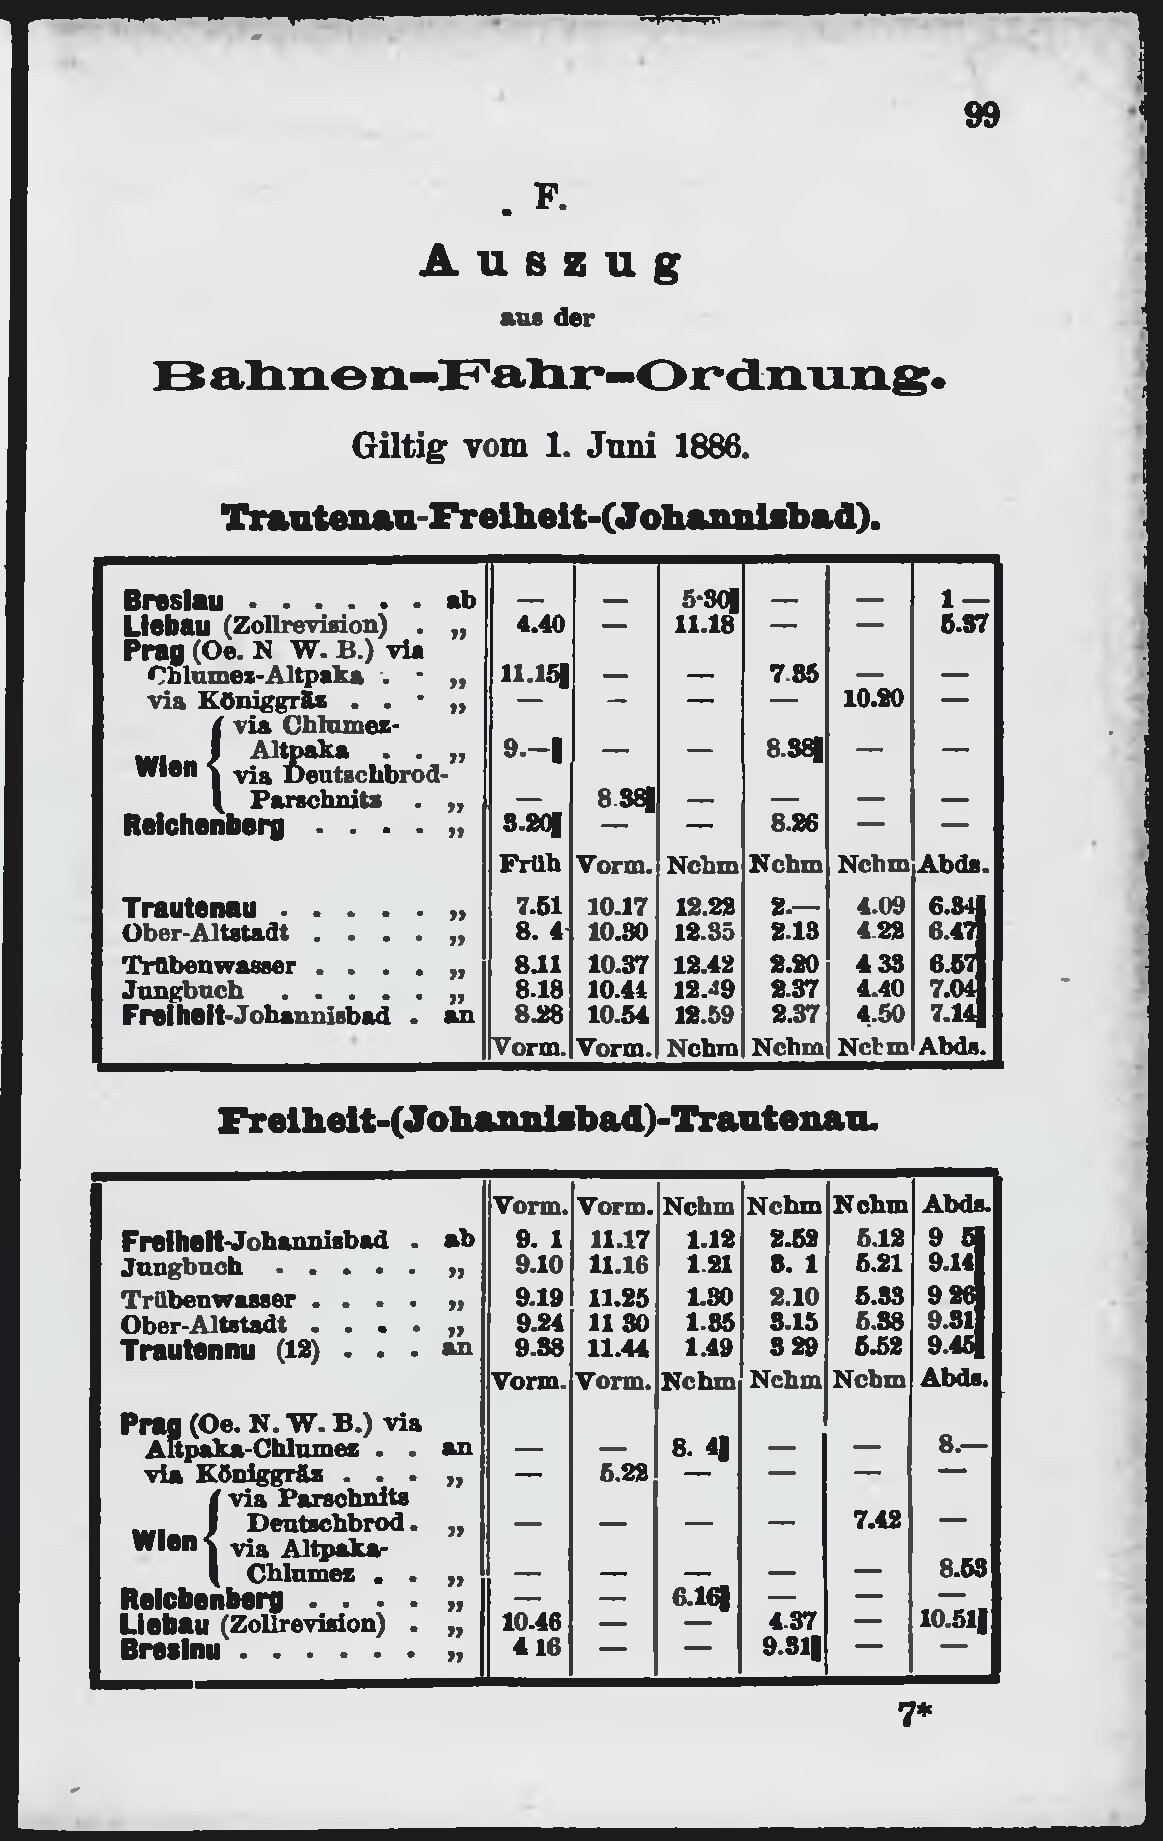 99
F.
Auszug
aus der
Bahnen-Fahr-Ordnung.
Giltig vom 1. Juni 1886.
Trautenau-Freiheit-(Johannisbad).
Breslau . . . . . . ab — — 5·30 — — 1 —
Liebau (Zollrevision) . „ 4.40 — 11.18 — — 5.37
Prag (Oe. N W. B.) via
Chlumez-Altpaka . . „ 11.15 — — 7.35 — —
via Königgräz . . . „ — — — — 10.20 —
via Chlumez-
Altpaka . . „ 9.— — — 8.38 — —
Wien
via Deutschbrod-
Parschnitz . „ — 8.38 — — — —
Reichenberg . . . . „ 3.20 — — 8.26 — —
Früh Vorm. Nchm Nchm Nchm Abds.
Trautenau . . . . . „ 7.51 10.17 12.22 2.— 4.09 6.34
Ober-Altstadt . . . . „ 8. 4 10.30 12.35 2.13 4 22 6.47
Trübenwasser . . . . „ 8.11 10.37 12.42 2.20 4 33 6.57
Jungbuch . . . . . „ 8.18 10.44 12.49 2.37 4.40 7.04
Freiheit-Johannisbad . an 8.28 10.54 12.59 2.37 4.50 7.14
Vorm. Vorm. Nchm Nchm Nchm Abds.
Freiheit-(Johannisbad)-Trautenau.
Vorm. Vorm. Nchm Nchm Nchm Abds.
Freiheit-Johannisbad . ab 9. 1 11.17 1.12 2.52 5.12 9 5
Jungbuch . . . . . „ 9.10 11.16 1.21 3. 1 5.21 9.14
Trübenwasser . . . . „ 9.19 11.25 1.30 2.10 5.33 9 26
Ober-Altstadt . . . . „ 9.24 11 30 1.35 3.15 5.38 9.31
Trautennu (12) . . . an 9.38 11.44 1.49 3 29 5.52 9.45
Vorm. Vorm. Nchm Nchm Nchm Abds.
Prag (Oe. N. W. B.) via
Altpaka-Chlumez . . an — — 8. 4 — — 8.—
via Königgräz . . . „ — 5.22 — — — —
via Parschnitz
Deutschbrod . „ — — — — 7.42 —
Wien
via Altpaka-
Chlumez . . „ — — — — — 8.53
Reichenberg . . . . „ — — 6.16 — — —
Liebau (Zollrevision) . „ 10.46 — — 4.37 — 10.51
Breslnu . . . . . . „ 4 16 — — 9.31 — —
7*